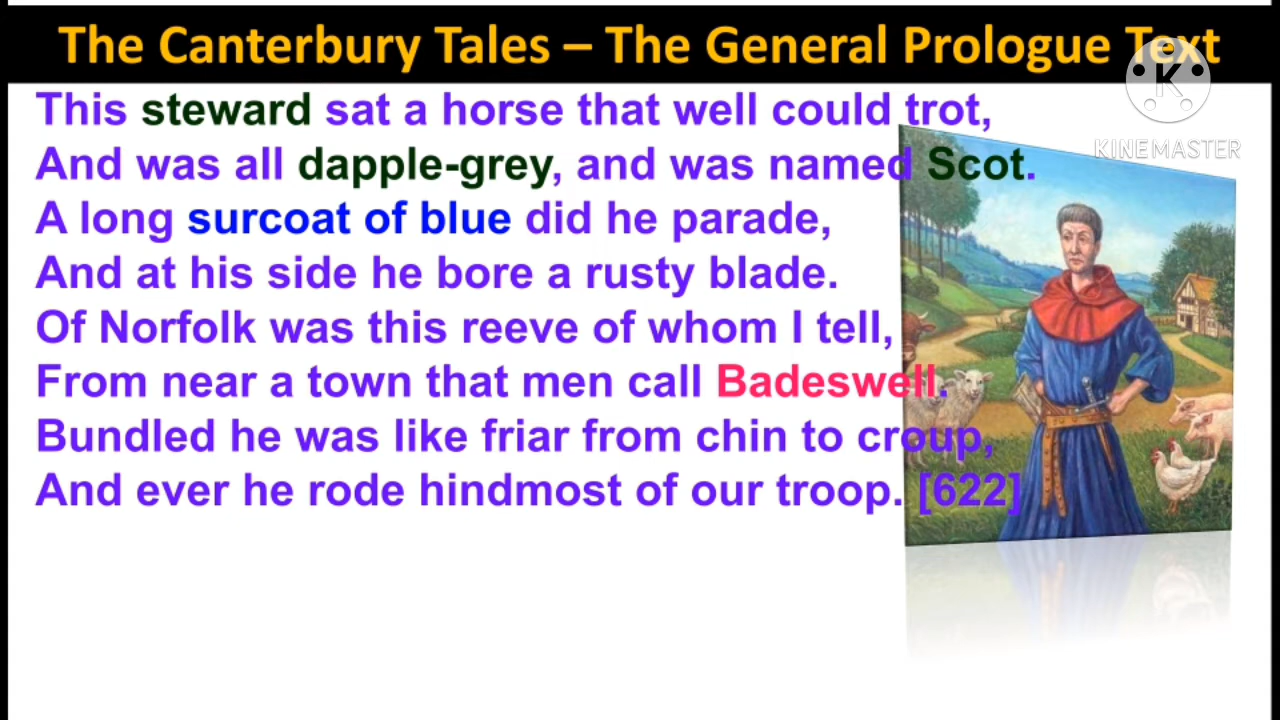 The Canterbury Tales – The General Prologue Text
K
KINEMASTER
This steward sat a horse that well could trot,
And was all dapple-grey, and was named Scot.
A long surcoat of blue did he parade,
And at his side he bore a rusty blade.
Of Norfolk was this reeve of whom I tell,
From near a town that men call Badeswell.
Bundled he was like friar from chin to croup,
And ever he rode hindmost of our troop. [622]